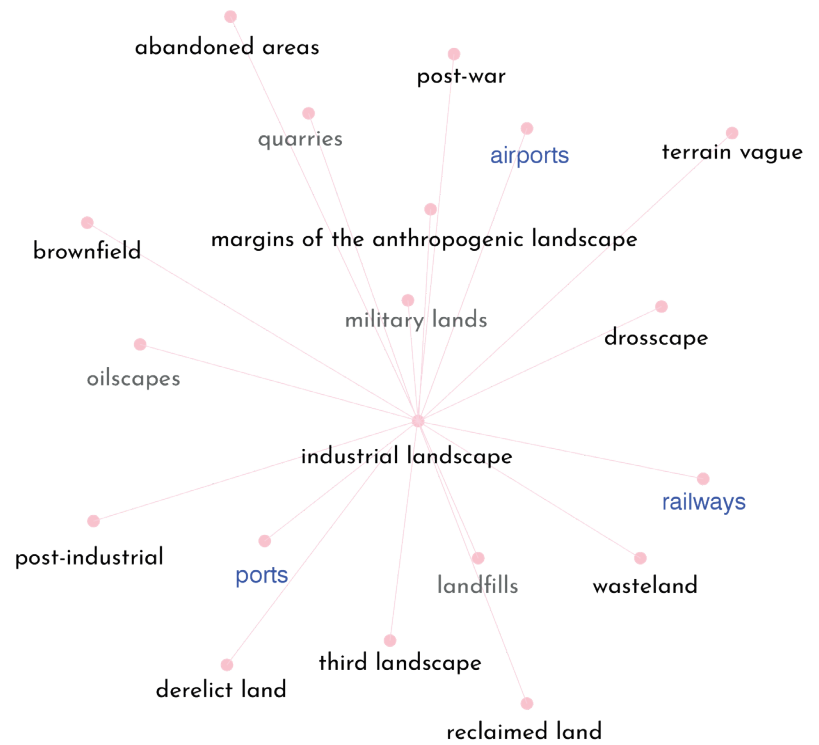 abandoned areas
post-war
quarries
airports
terrain vague
brownfield
margins of the anthropogenic landscape
military lands
drosscape
oilscapes
industrial landscape
railways
post-industrial
ports
landfills
wasteland
third landscape
derelict land
reclaimed land